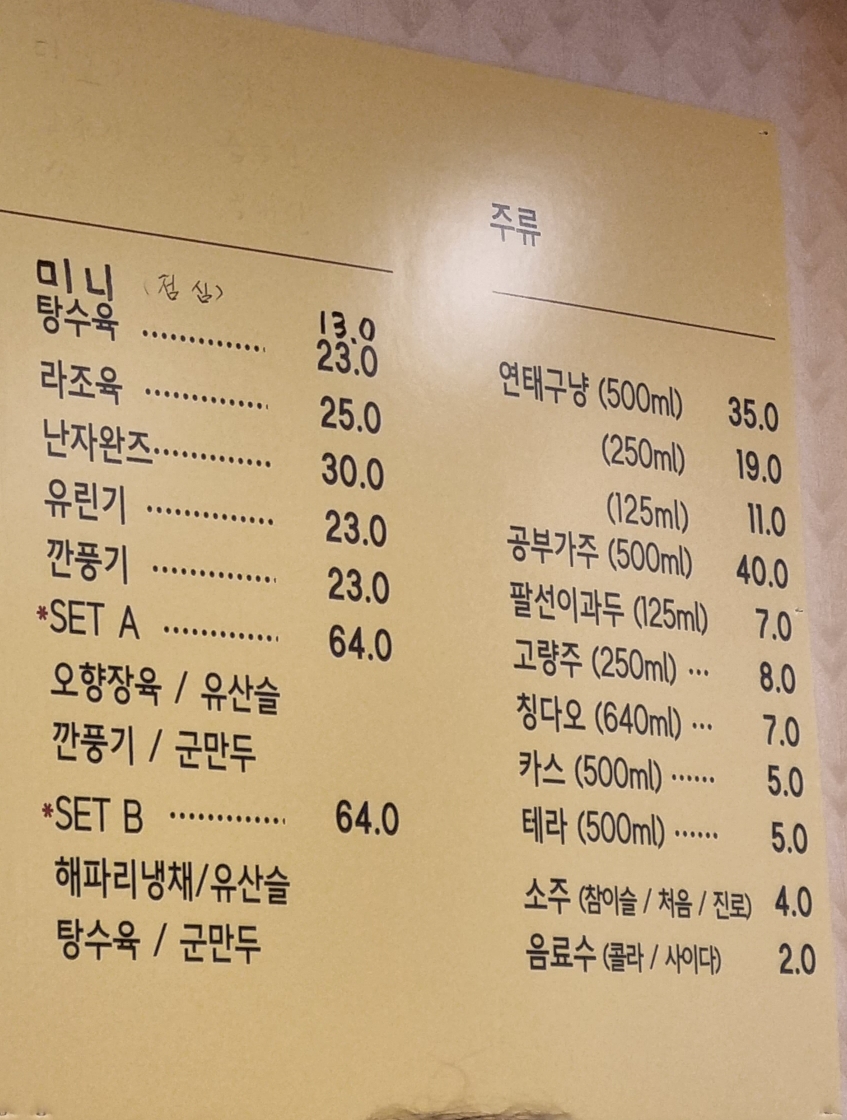 미니 (점심) 13.0
탕수육 ............... 23.0
라조육 ............... 25.0
난자완즈............... 30.0
유린기 ............... 23.0
깐풍기 ............... 23.0
*SET A ............... 64.0
오향장육 / 유산슬
깐풍기 / 군만두
*SET B ............... 64.0
해파리냉채/유산슬
탕수육 / 군만두
주류
연태구냥 (500ml) 35.0
(250ml) 19.0
(125ml) 11.0
공부가주 (500ml) 40.0
팔선이과두 (125ml) 7.0
고량주 (250ml) ... 8.0
칭다오 (640ml) ... 7.0
카스 (500ml) ...... 5.0
테라 (500ml) ...... 5.0
소주 (참이슬 / 처음 / 진로) 4.0
음료수 (콜라 / 사이다) 2.0